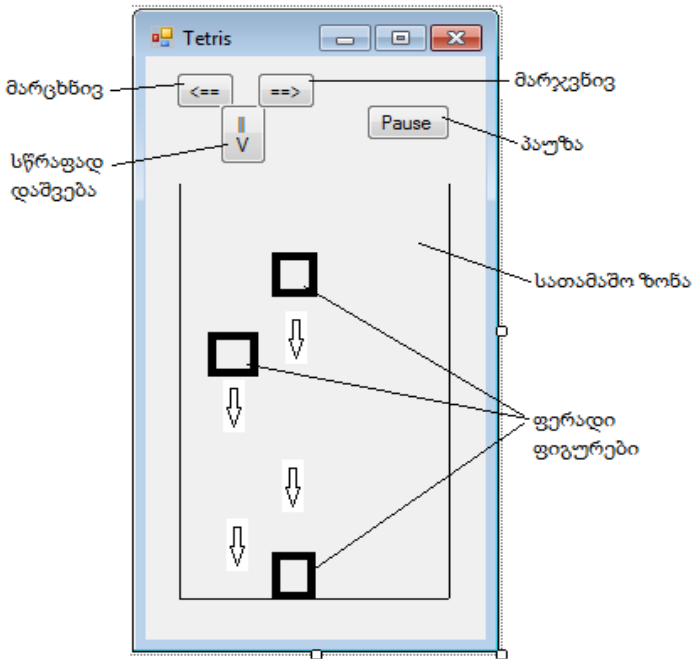 Tetris
მარცხნივ
<==
==>
მარჯვნივ
||
V
Pause
პაუზა
სწრაფად
დაშვება
სათამაშო ზონა
ფერადი
ფიგურები